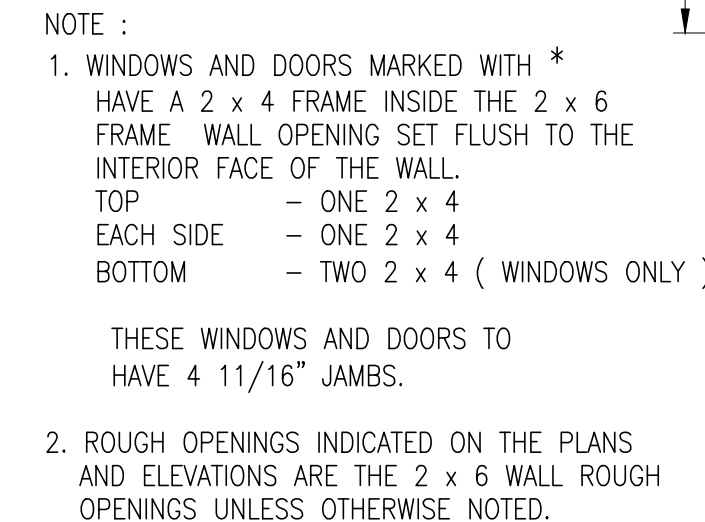 NOTE :
1. WINDOWS AND DOORS MARKED WITH *
HAVE A 2 x 4 FRAME INSIDE THE 2 x 6
FRAME WALL OPENING SET FLUSH TO THE
INTERIOR FACE OF THE WALL.
TOP – ONE 2 x 4
EACH SIDE – ONE 2 x 4
BOTTOM – TWO 2 x 4 ( WINDOWS ONLY )
THESE WINDOWS AND DOORS TO
HAVE 4 11/16” JAMBS.
2. ROUGH OPENINGS INDICATED ON THE PLANS
AND ELEVATIONS ARE THE 2 x 6 WALL ROUGH
OPENINGS UNLESS OTHERWISE NOTED.